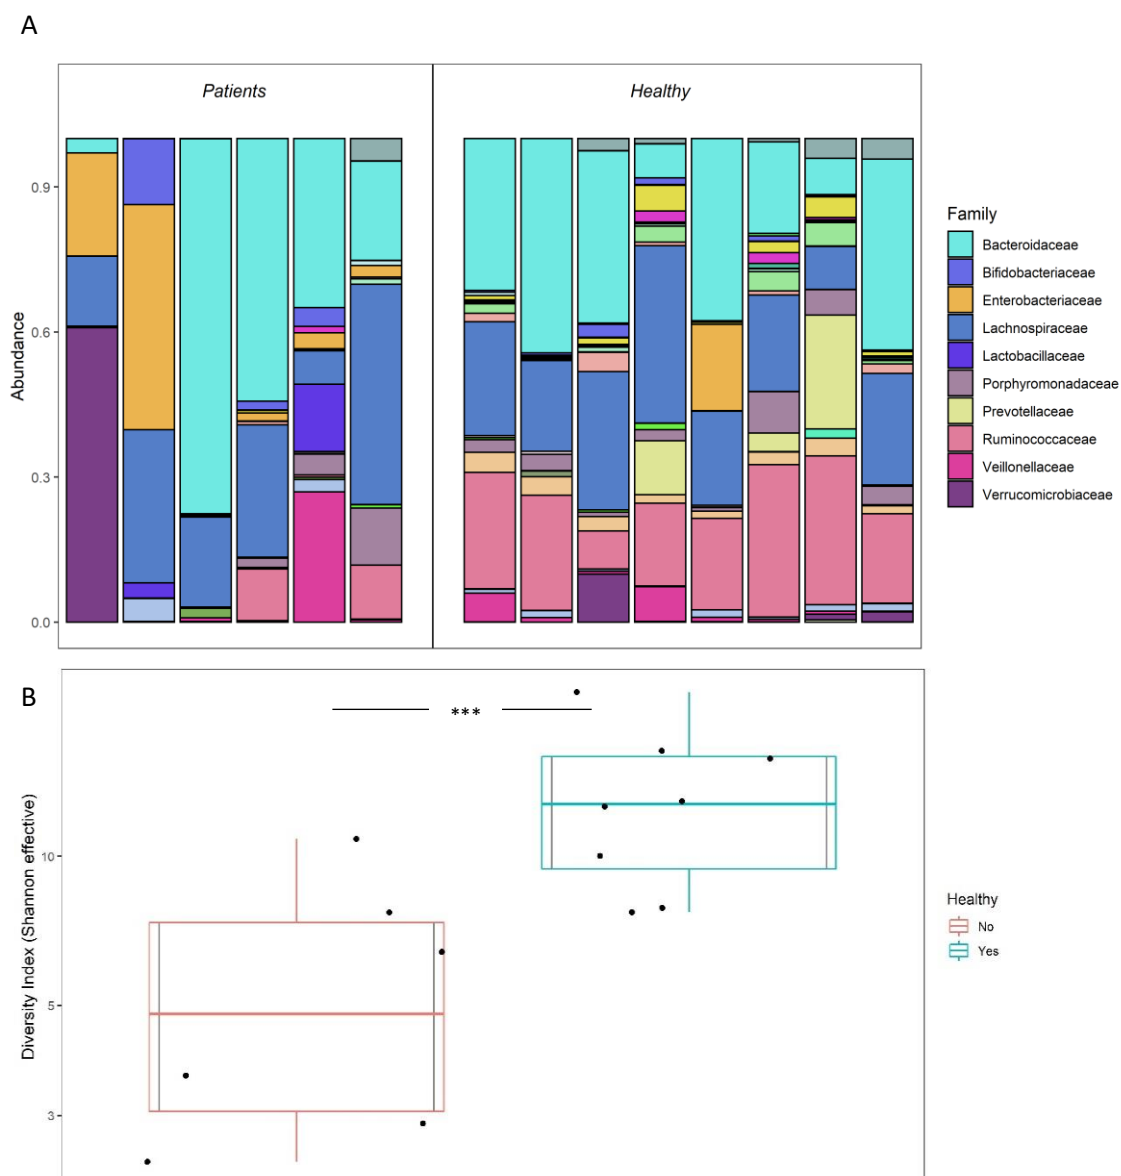 A
Patients
Healthy
0.9
0.6
0.3
0.0
Abundance
Family
Bacteroidaceae
Bifidobacteriaceae
Enterobacteriaceae
Lachnospiraceae
Lactobacillaceae
Porphyromonadaceae
Prevotellaceae
Ruminococcaceae
Veillonellaceae
Verrucomicrobiaceae
B
***
10
5
3
Diversity Index (Shannon effective)
Healthy
No
Yes